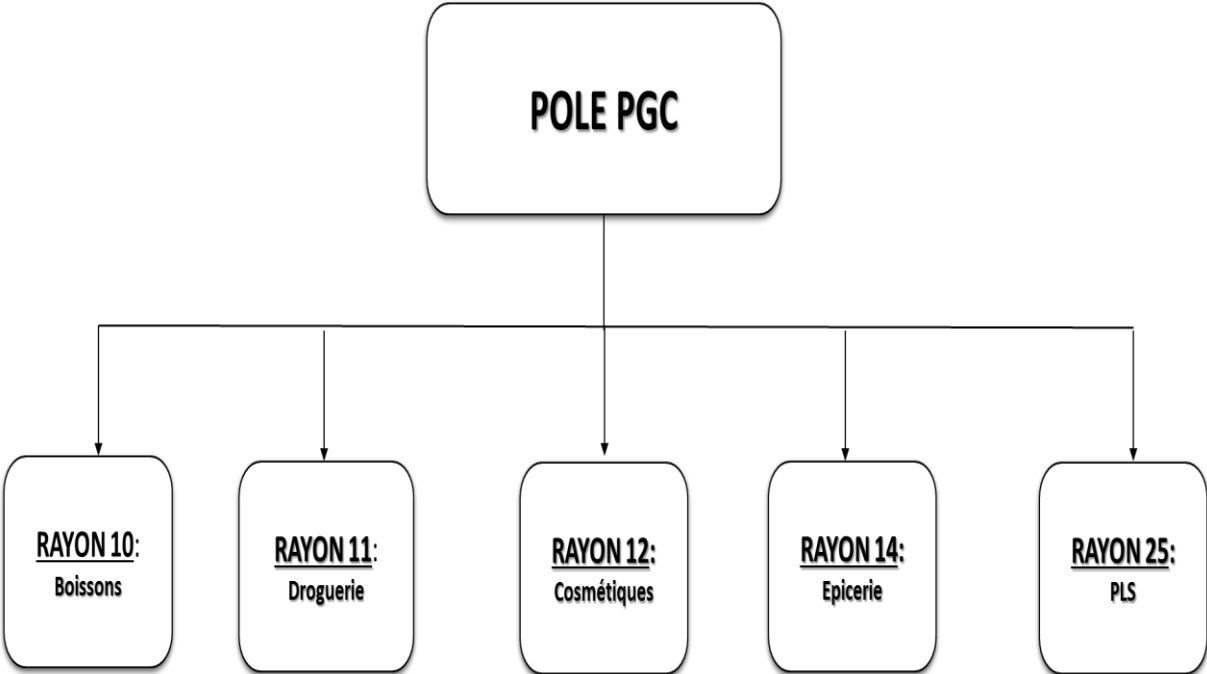 POLE PGC
RAYON 10:
Boissons
RAYON 11:
Droguerie
RAYON 12:
Cosmétiques
RAYON 14:
Epicerie
RAYON 25:
PLS